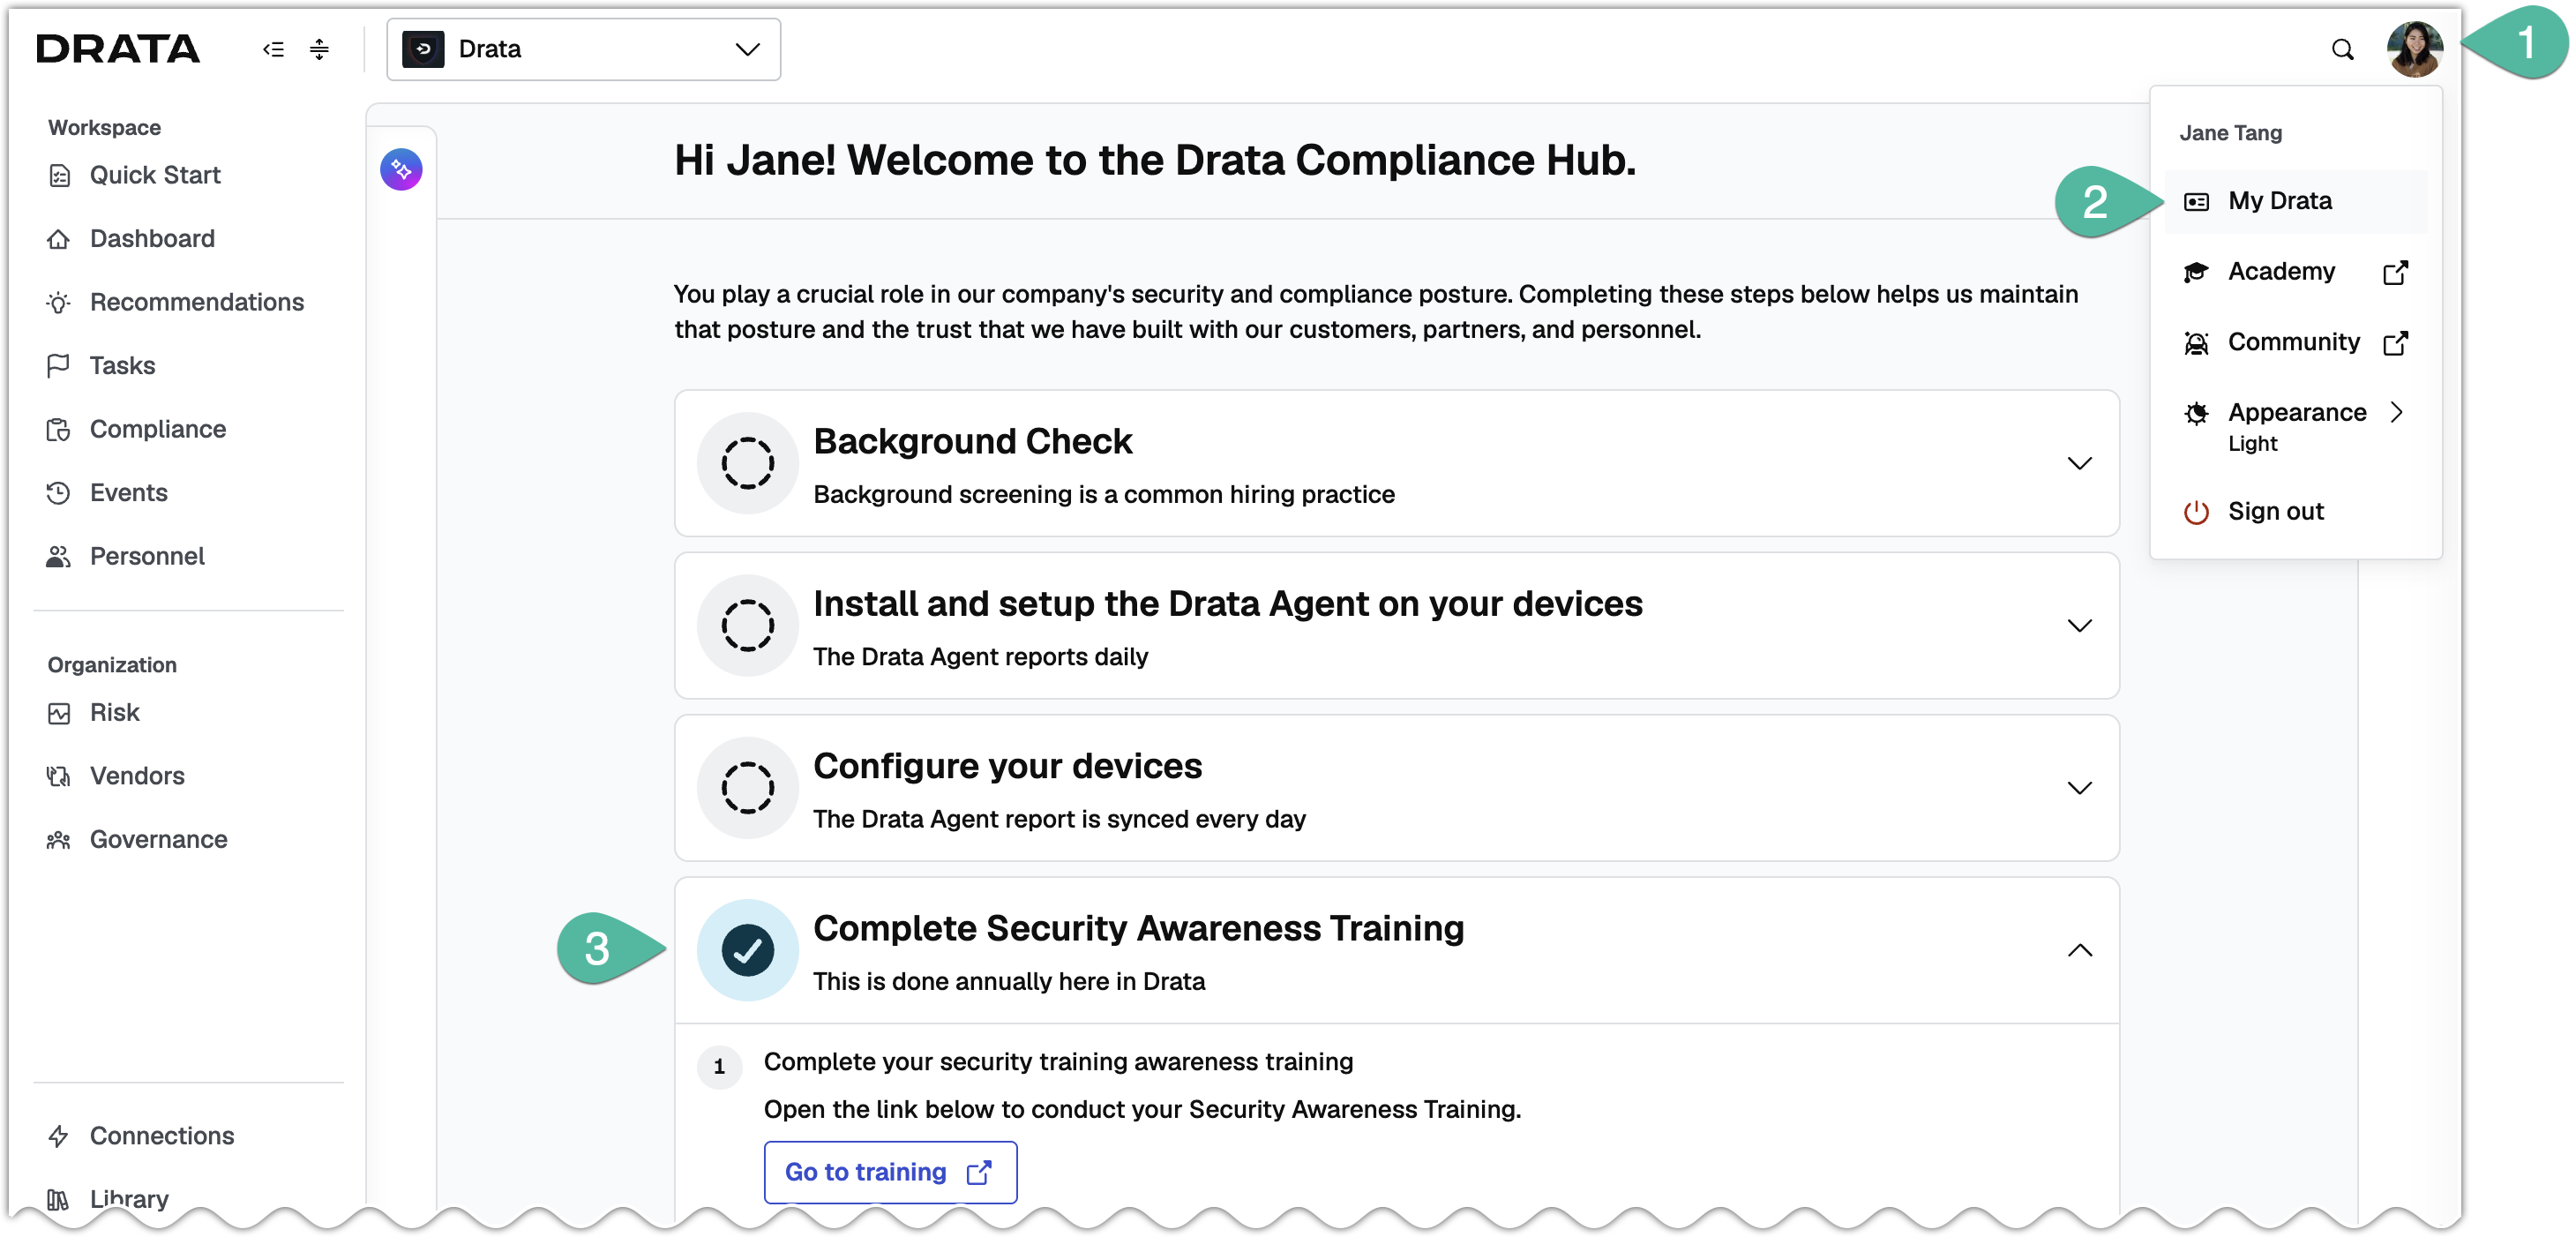 DRATA
Drata
1
Workspace
Quick Start
Dashboard
Recommendations
Tasks
Compliance
Events
Personnel
Organization
Risk
Vendors
Governance
Connections
Library
Hi Jane! Welcome to the Drata Compliance Hub.
You play a crucial role in our company's security and compliance posture. Completing these steps below helps us maintain
that posture and the trust that we have built with our customers, partners, and personnel.
Background Check
Background screening is a common hiring practice
Install and setup the Drata Agent on your devices
The Drata Agent reports daily
Configure your devices
The Drata Agent report is synced every day
3
Complete Security Awareness Training
This is done annually here in Drata
1
Complete your security training awareness training
Open the link below to conduct your Security Awareness Training.
Go to training
Jane Tang
2
My Drata
Academy
Community
Appearance
Light
Sign out